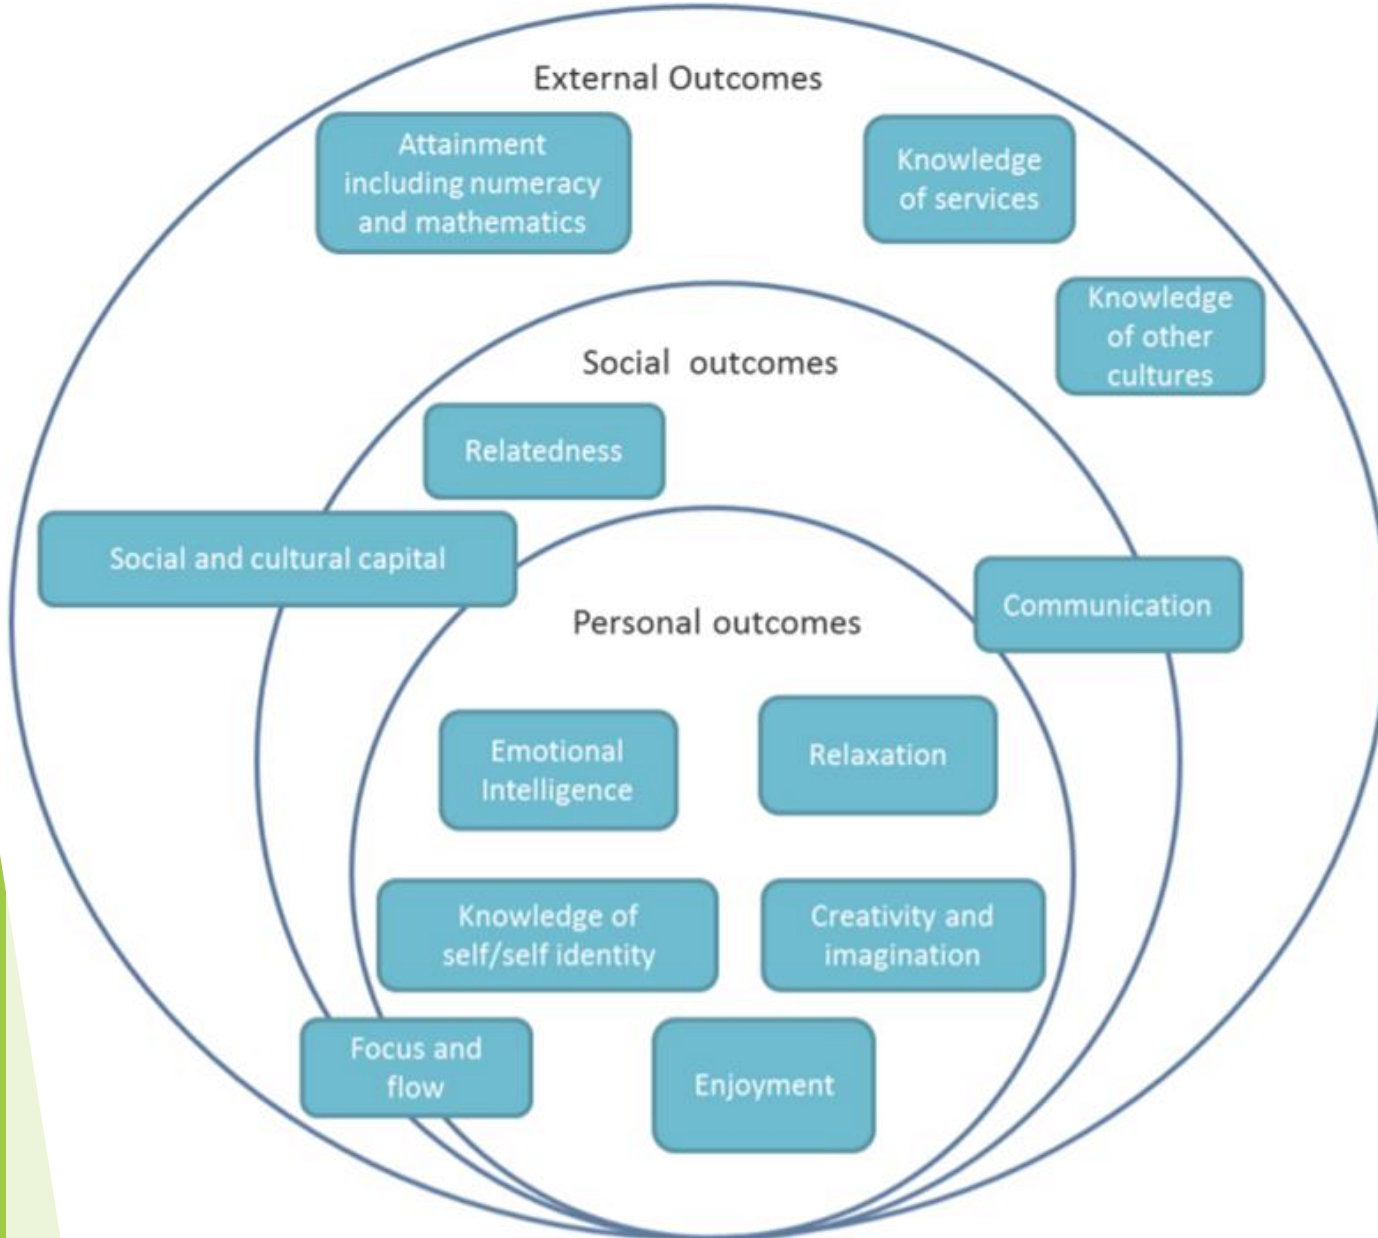 External Outcomes
Attainment
including numeracy
and mathematics
Knowledge
of services
Knowledge
of other
cultures
Social outcomes
Relatedness
Social and cultural capital
Communication
Personal outcomes
Emotional
Intelligence
Relaxation
Knowledge of
self/self identity
Creativity and
imagination
Focus and
flow
Enjoyment